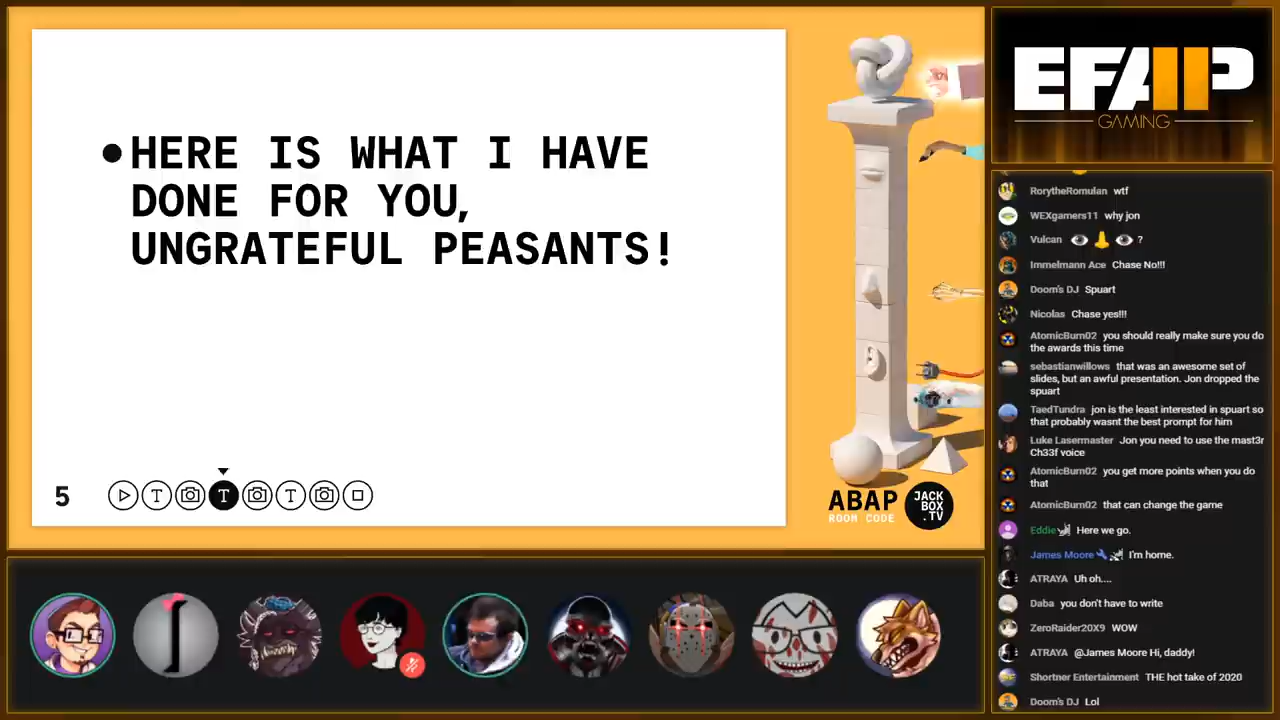 ●HERE IS WHAT I HAVE
DONE FOR YOU,
UNGRATEFUL PEASANTS!
5
T
T
T
ABAP
ROOM CODE
JACK
BOX
.TV
EFAP
GAMING
RorytheRomulan wtf
WEXgamers11 why jon
Vulcan 👁️ 👃 👁️ ?
Immelmann Ace Chase No!!!
Doom's DJ Spuart
Nicolas Chase yes!!!
AtomicBurn02 you should really make sure you do
the awards this time
sebastianwillows that was an awesome set of
slides, but an awful presentation. Jon dropped the
spuart
TaedTundra jon is the least interested in spuart so
that probably wasnt the best prompt for him
Luke Lasermaster Jon you need to use the mast3r
Ch33f voice
AtomicBurn02 you get more points when you do
that
AtomicBurn02 that can change the game
Eddie Here we go.
James Moore I'm home.
ATRAYA Uh oh....
Daba you don't have to write
ZeroRaider20X9 WOW
ATRAYA @James Moore Hi, daddy!
Shortner Entertainment THE hot take of 2020
Doom's DJ Lol